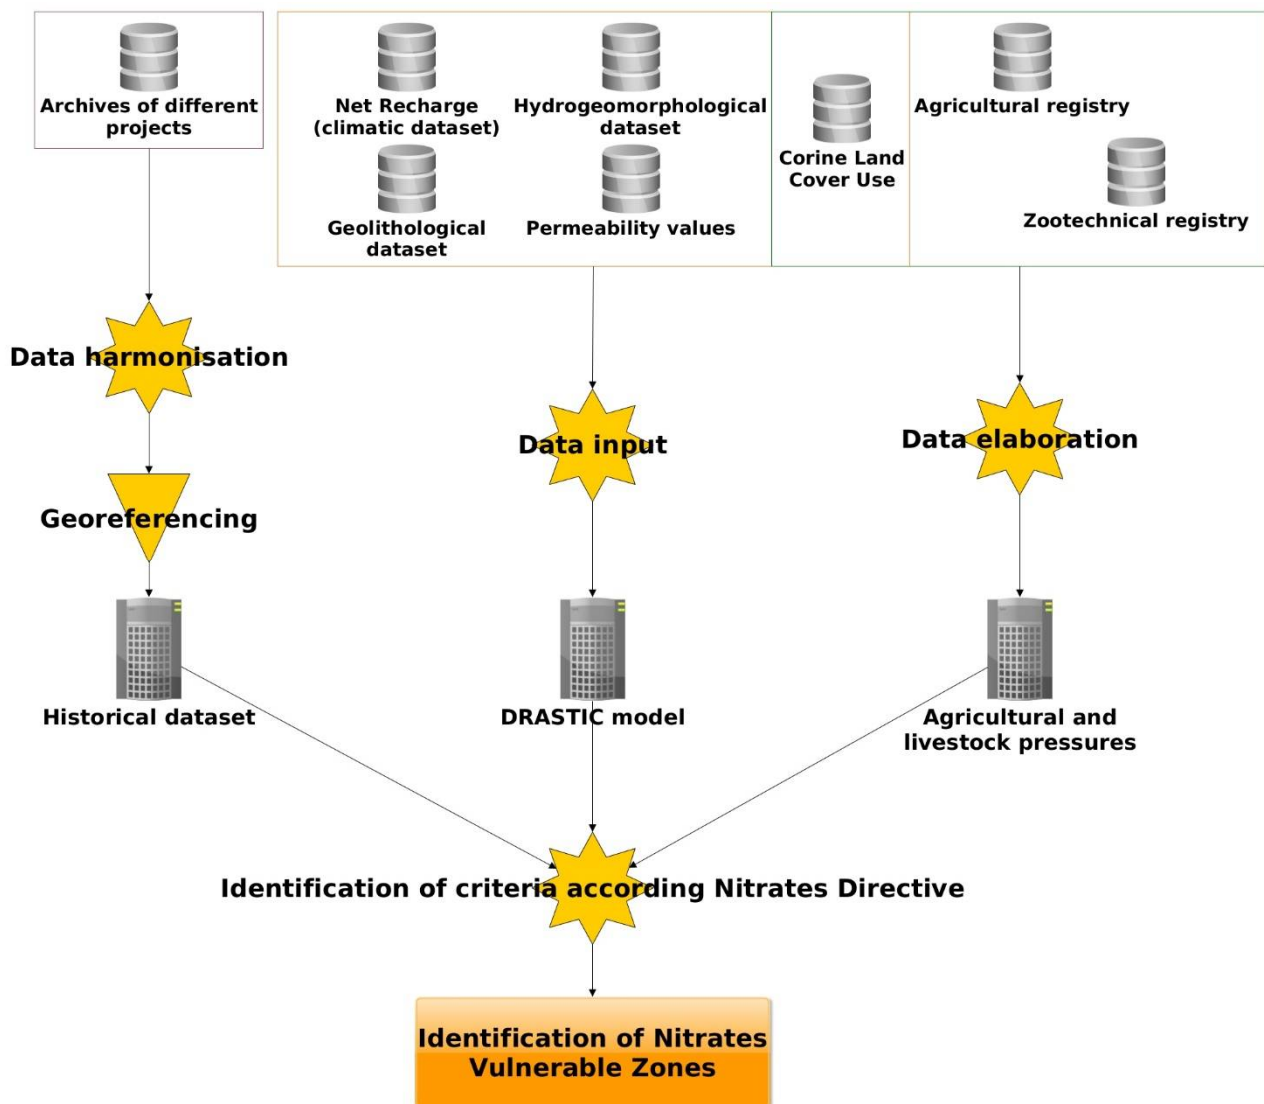 Archives of different
projects
Net Recharge
(climatic dataset)
Hydrogeomorphological
dataset
Geolithological
dataset
Permeability values
Corine Land
Cover Use
Agricultural registry
Zootechnical registry
Data harmonisation
Data input
Data elaboration
Georeferencing
Historical dataset
DRASTIC model
Agricultural and
livestock pressures
Identification of criteria according Nitrates Directive
Identification of Nitrates
Vulnerable Zones